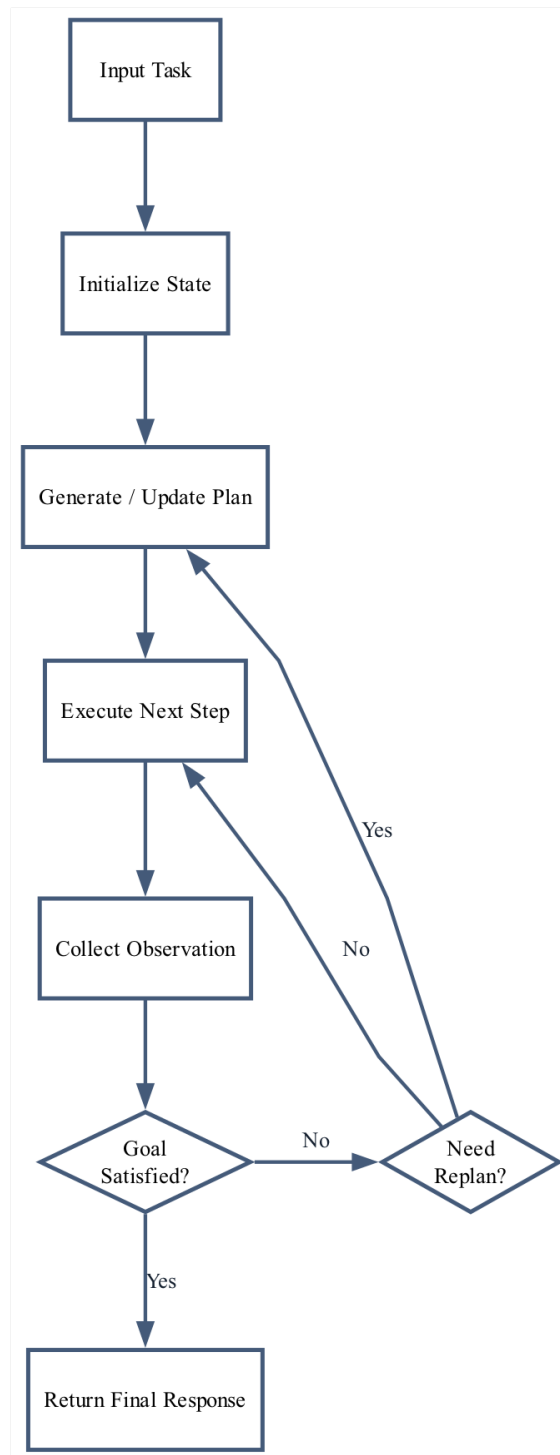 Input Task
Initialize State
Generate / Update Plan
Execute Next Step
Yes
Collect Observation
No
Goal
Satisfied?
No
Need
Replan?
Yes
Return Final Response